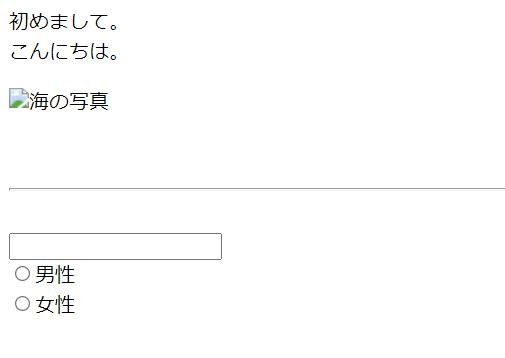 初めまして。
こんにちは。
海の写真
男性
女性